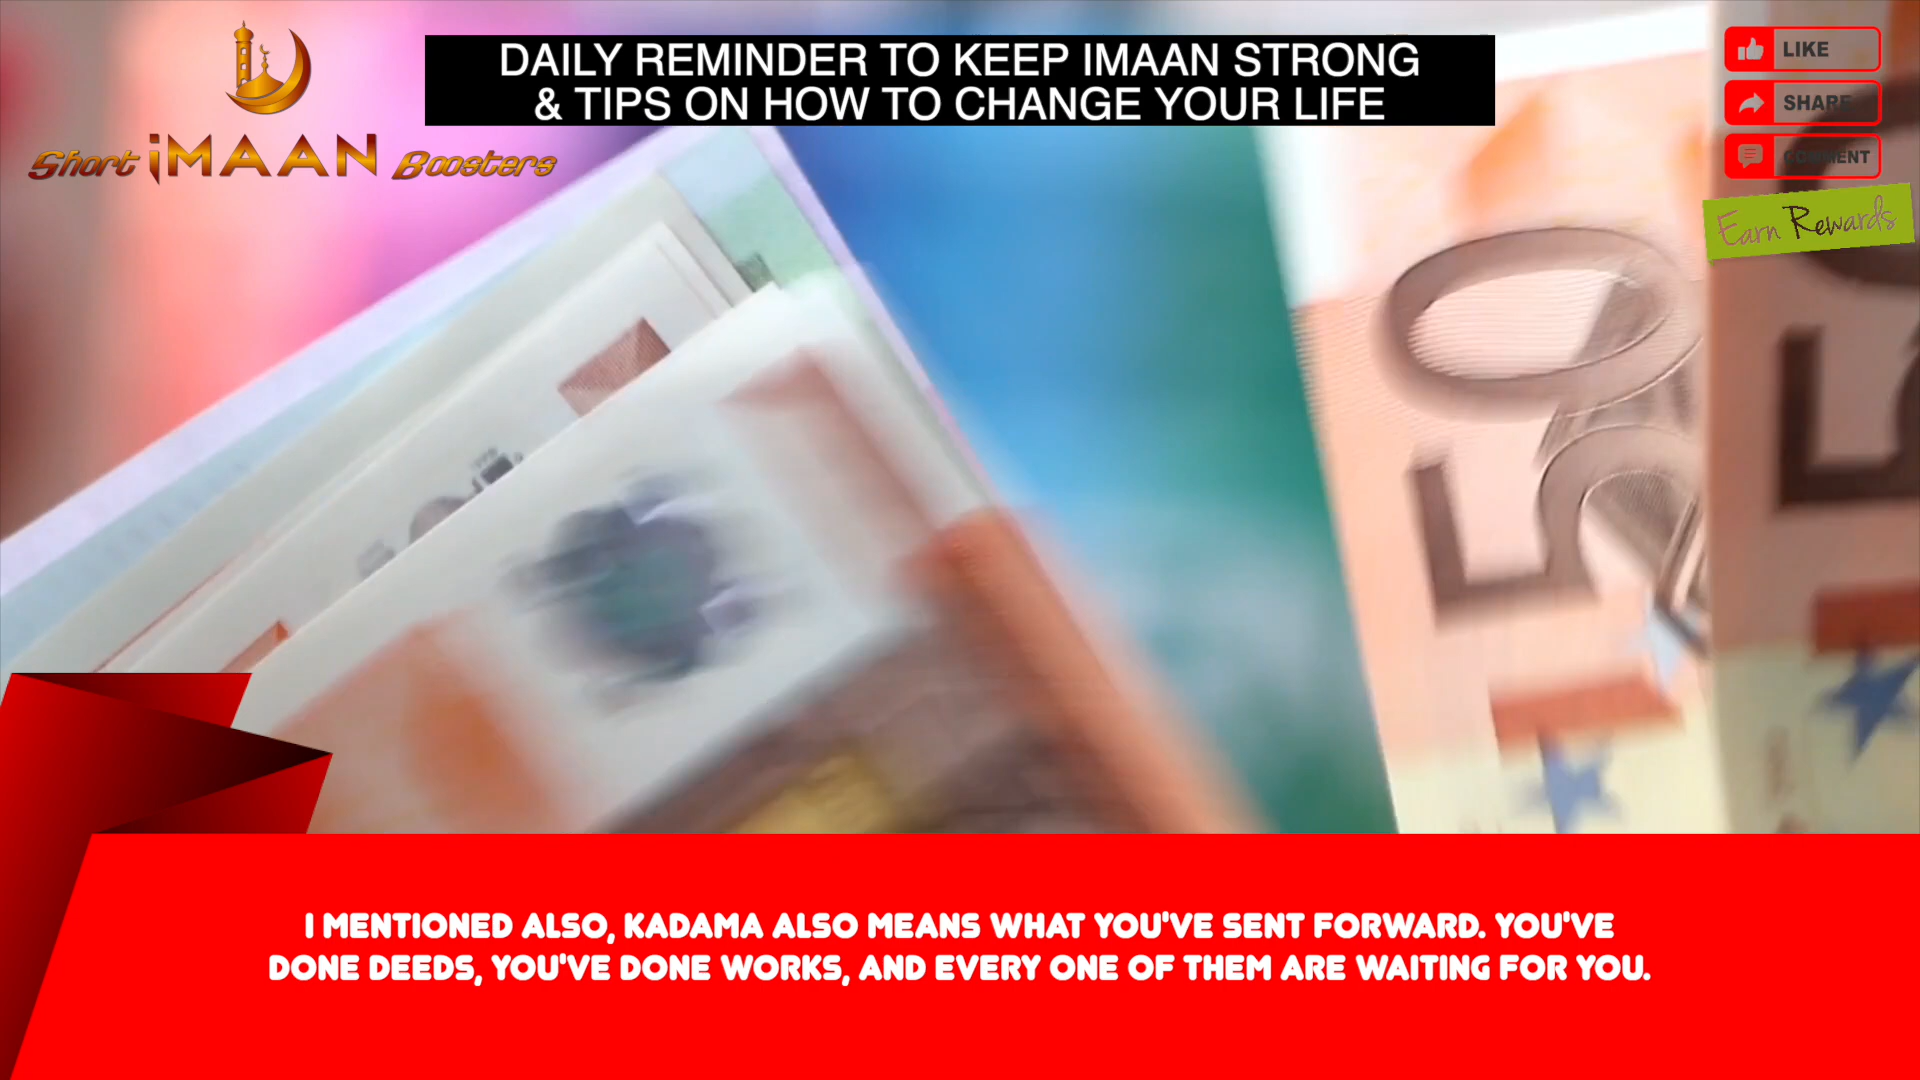 DAILY REMINDER TO KEEP IMAAN STRONG
& TIPS ON HOW TO CHANGE YOUR LIFE
Short iMAAN Boosters
LIKE
SHARE
COMMENT
Earn Rewards
50
50
I MENTIONED ALSO, KADAMA ALSO MEANS WHAT YOU'VE SENT FORWARD. YOU'VE
DONE DEEDS, YOU'VE DONE WORKS, AND EVERY ONE OF THEM ARE WAITING FOR YOU.